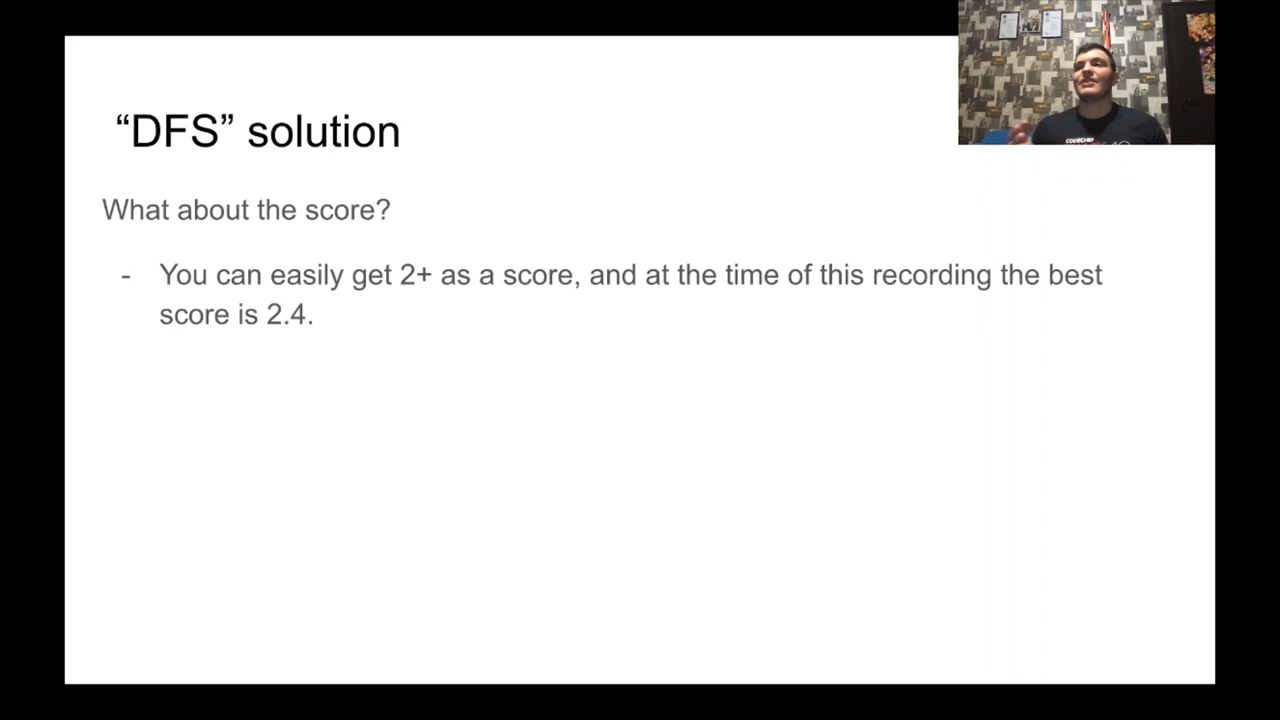 “DFS” solution
What about the score?
- You can easily get 2+ as a score, and at the time of this recording the best
score is 2.4.
CODECHEF